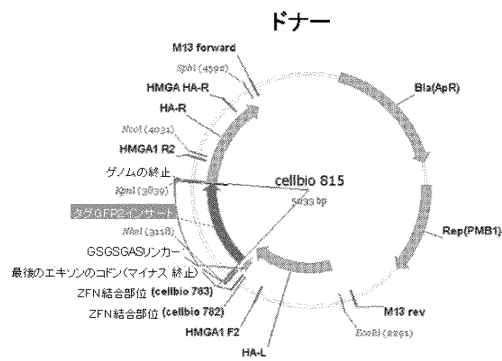 ドナー
M13 forward
SphI (4592)
HMGA HA-R
HA-R
NcoI (4031)
HMGA1 R2
ゲノムの終止
KpnI (3839)
タグGFP2インサート
NheI (3118)
GSGSGASリンカー
最後のエキソンのコドン(マイナス 終止)
ZFN結合部位 (cellbio 783)
ZFN結合部位 (cellbio 782)
HMGA1 F2
HA-L
EcoRI (2292)
M13 rev
Rep(PMB1)
Bla(ApR)
cellbio 815
5033 bp